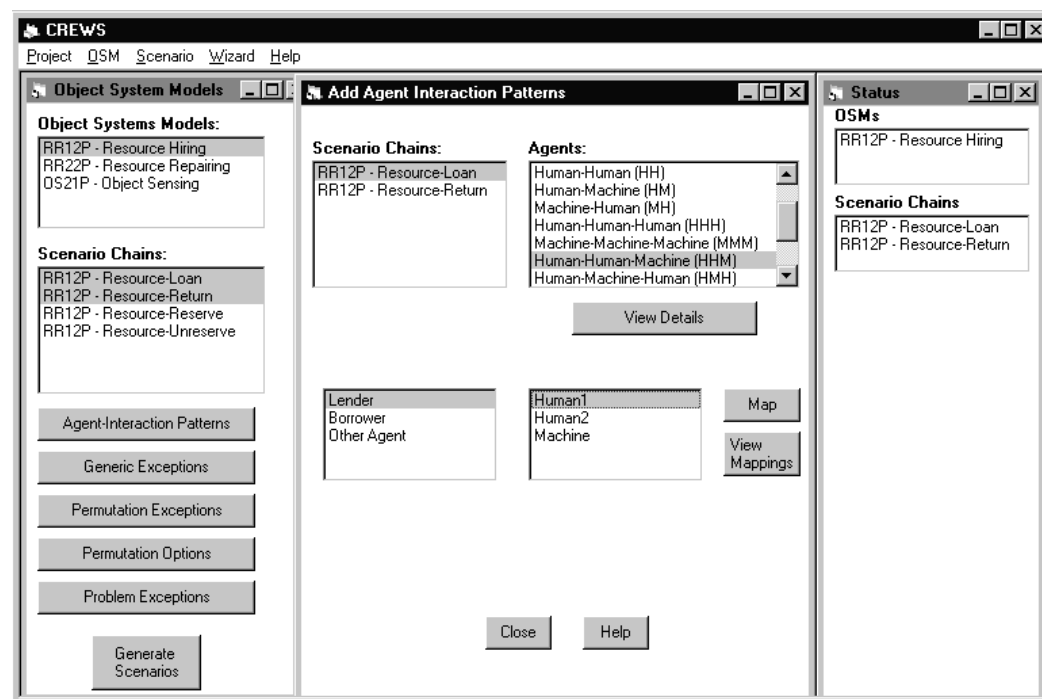 CREWS
Project OSM Scenario Wizard Help
Object System Models
Object Systems Models:
RR12P - Resource Hiring
RR22P - Resource Repairing
OS21P - Object Sensing
Scenario Chains:
RR12P - Resource-Loan
RR12P - Resource-Return
RR12P - Resource-Reserve
RR12P - Resource-Unreserve
Agent-Interaction Patterns
Generic Exceptions
Permutation Exceptions
Permutation Options
Problem Exceptions
Generate
Scenarios
Add Agent Interaction Patterns
Scenario Chains:
RR12P - Resource-Loan
RR12P - Resource-Return
Agents:
Human-Human (HH)
Human-Machine (HM)
Machine-Human (MH)
Human-Human-Human (HHH)
Machine-Machine-Machine (MMM)
Human-Human-Machine (HHM)
Human-Machine-Human (HMH)
View Details
Lender
Borrower
Other Agent
Human1
Human2
Machine
Map
View
Mappings
Close
Help
Status
OSMs
RR12P - Resource Hiring
Scenario Chains
RR12P - Resource-Loan
RR12P - Resource-Return